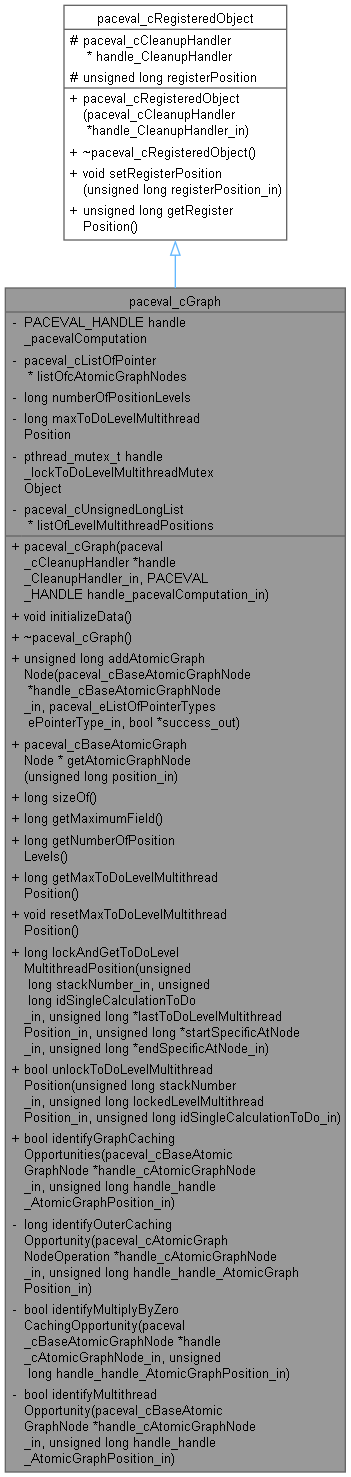 paceval_cRegisteredObject
# paceval_cCleanupHandler
* handle_CleanupHandler
# unsigned long registerPosition
+ paceval_cRegisteredObject
(paceval_cCleanupHandler
*handle_CleanupHandler_in)
+ ~paceval_cRegisteredObject()
+ void setRegisterPosition
(unsigned long registerPosition_in)
+ unsigned long getRegister
Position()
paceval_cGraph
- PACEVAL_HANDLE handle
_pacevalComputation
- paceval_cListOfPointer
* listOfcAtomicGraphNodes
- long numberOfPositionLevels
- long maxToDoLevelMultithread
Position
- pthread_mutex_t handle
_lockToDoLevelMultithreadMutex
Object
- paceval_cUnsignedLongList
* listOfLevelMultithreadPositions
+ paceval_cGraph(paceval
_cCleanupHandler *handle
_CleanupHandler_in, PACEVAL
_HANDLE handle_pacevalComputation_in)
+ void initializeData()
+ ~paceval_cGraph()
+ unsigned long addAtomicGraph
Node(paceval_cBaseAtomicGraphNode
*handle_cBaseAtomicGraphNode
_in, paceval_eListOfPointerTypes
ePointerType_in, bool *success_out)
+ paceval_cBaseAtomicGraph
Node * getAtomicGraphNode
(unsigned long position_in)
+ long sizeOf()
+ long getMaximumField()
+ long getNumberOfPosition
Levels()
+ long getMaxToDoLevelMultithread
Position()
+ void resetMaxToDoLevelMultithread
Position()
+ long lockAndGetToDoLevel
MultithreadPosition(unsigned
long stackNumber_in, unsigned
long idSingleCalculationToDo
_in, unsigned long *lastToDoLevelMultithread
Position_in, unsigned long *startSpecificAtNode
_in, unsigned long *endSpecificAtNode_in)
+ bool unlockToDoLevelMultithread
Position(unsigned long stackNumber
_in, unsigned long lockedLevelMultithread
Position_in, unsigned long idSingleCalculationToDo_in)
+ bool identifyGraphCaching
Opportunities(paceval_cBaseAtomic
GraphNode *handle_cAtomicGraphNode
_in, unsigned long handle_handle
_AtomicGraphPosition_in)
- long identifyOuterCaching
Opportunity(paceval_cAtomicGraph
NodeOperation *handle_cAtomicGraphNode
_in, unsigned long handle_handle_AtomicGraph
Position_in)
- bool identifyMultiplyByZero
CachingOpportunity(paceval
_cBaseAtomicGraphNode *handle
_cAtomicGraphNode_in, unsigned
long handle_handle_AtomicGraphPosition_in)
- bool identifyMultithread
Opportunity(paceval_cBaseAtomic
GraphNode *handle_cAtomicGraphNode
_in, unsigned long handle_handle
_AtomicGraphPosition_in)